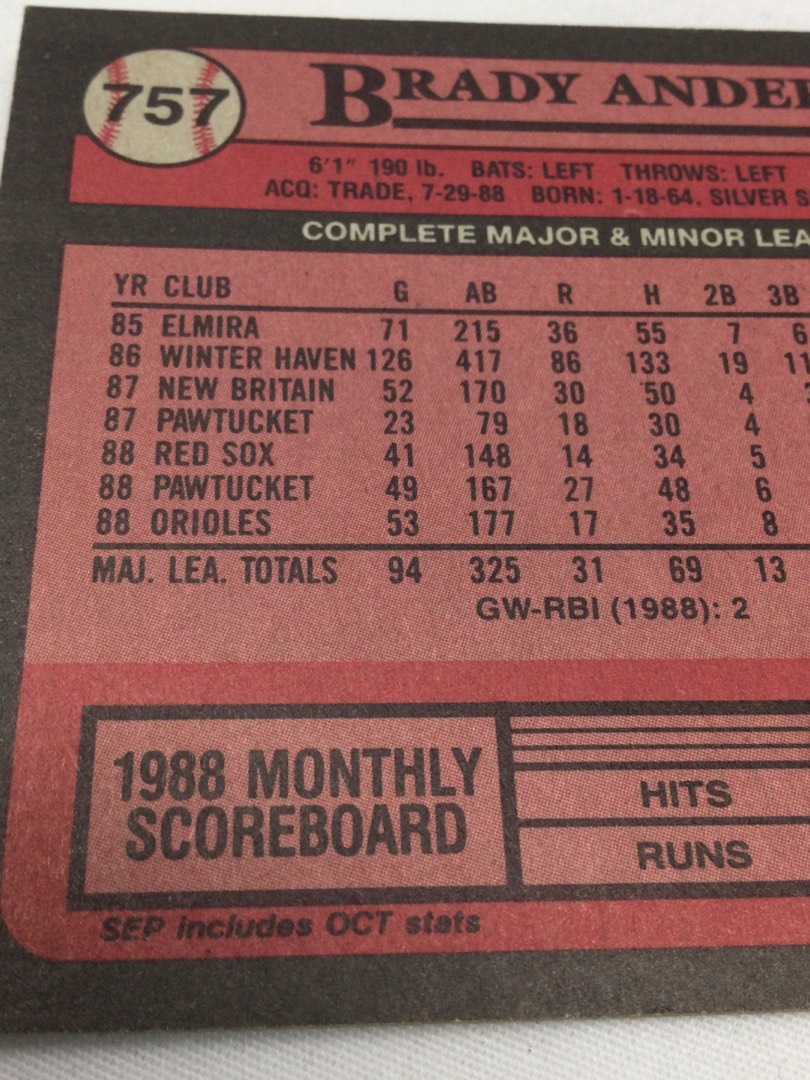 757
BRADY ANDE
6'1" 190 lb. BATS: LEFT THROWS: LEFT
ACQ: TRADE, 7-29-88 BORN: 1-18-64, SILVER S
COMPLETE MAJOR & MINOR LEA
YR CLUB G AB R H 2B 3B
85 ELMIRA 71 215 36 55 7 6
86 WINTER HAVEN 126 417 86 133 19 11
87 NEW BRITAIN 52 170 30 50 4
87 PAWTUCKET 23 79 18 30 4
88 RED SOX 41 148 14 34 5
88 PAWTUCKET 49 167 27 48 6
88 ORIOLES 53 177 17 35 8
MAJ. LEA. TOTALS 94 325 31 69 13
GW-RBI (1988): 2
1988 MONTHLY
SCOREBOARD
HITS
RUNS
SEP includes OCT stats